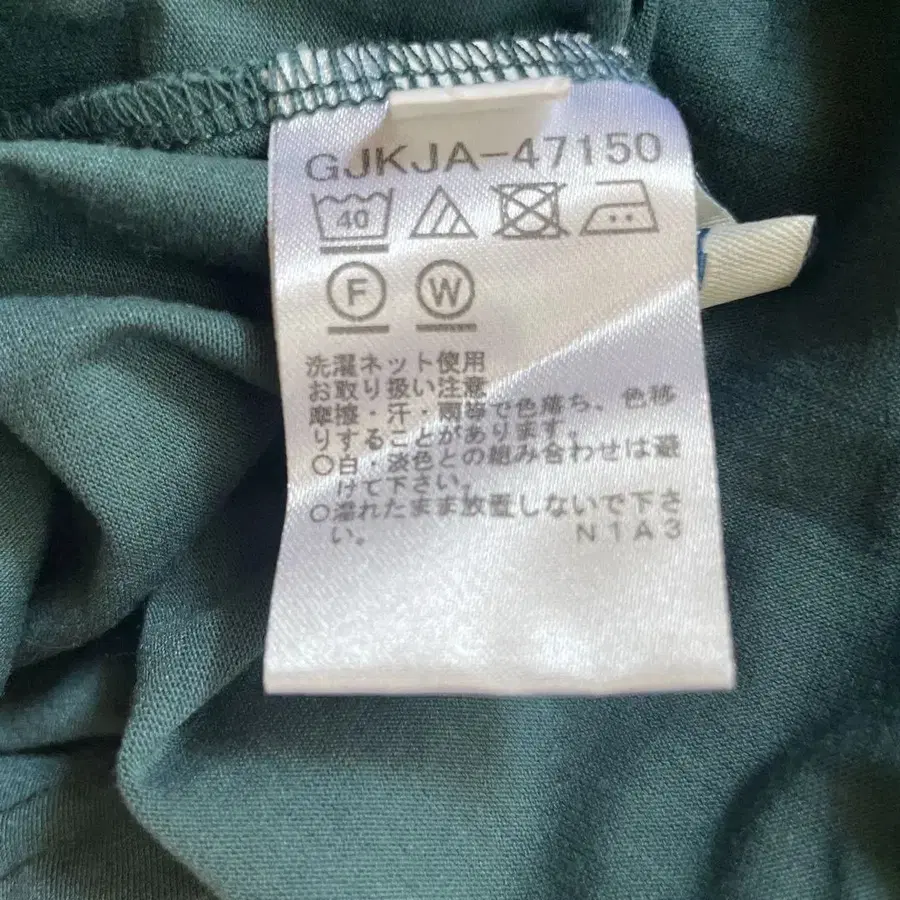 GJKJA-47150
40
F W
洗濯ネット使用
お取り扱い注意
摩擦・汗・雨等で色落ち、色移
りすることがあります。
○白・淡色との組み合わせは避
けて下さい。
○濡れたまま放置しないで下さ
い。 N1A3